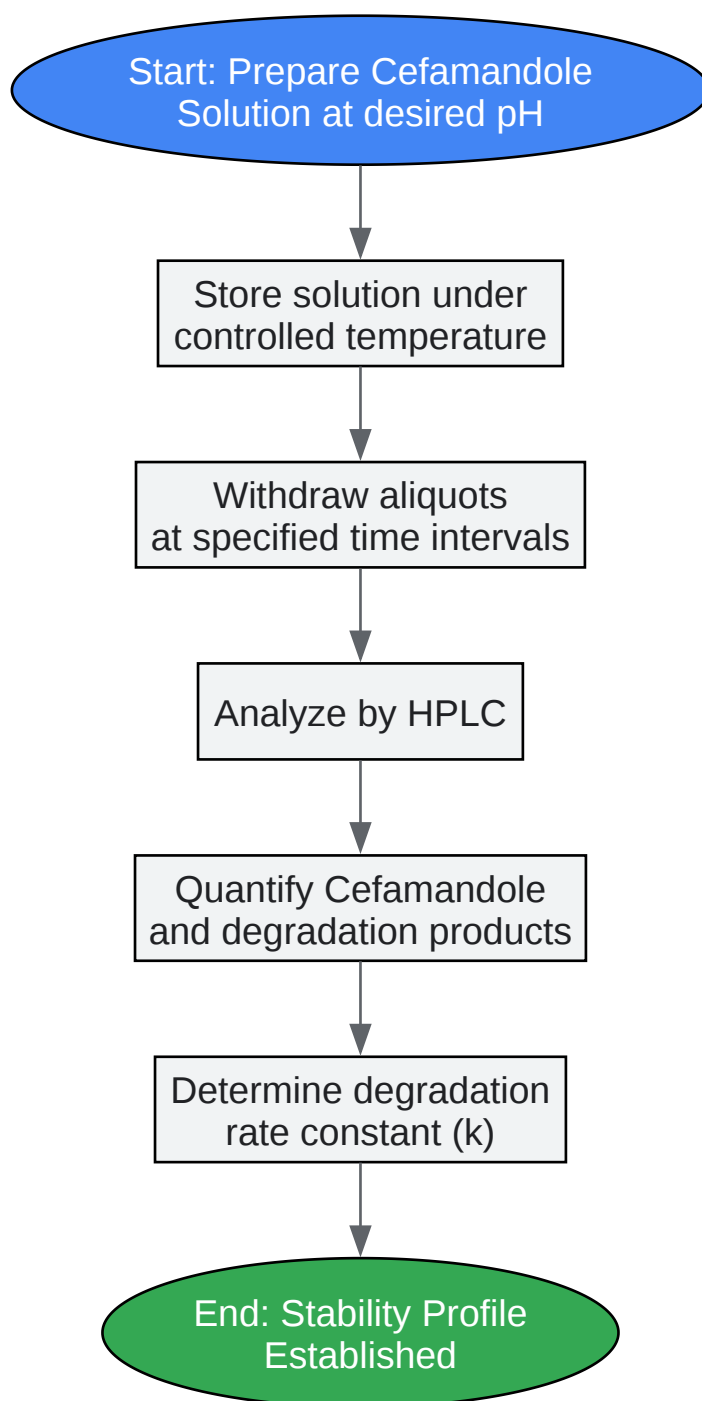 Start: Prepare Cefamandole
Solution at desired pH
Store solution under
controlled temperature
Withdraw aliquots
at specified time intervals
Analyze by HPLC
Quantify Cefamandole
and degradation products
Determine degradation
rate constant (k)
End: Stability Profile
Established